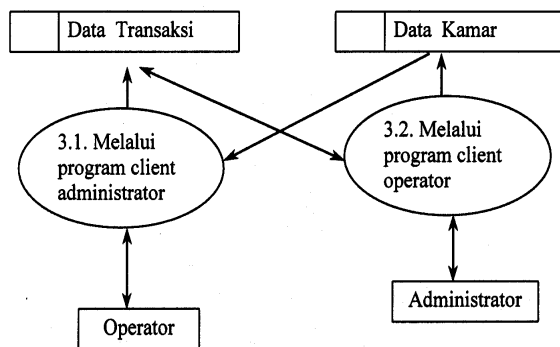 Data Transaksi
Data Kamar
3.1. Melalui
program client
administrator
3.2. Melalui
program client
operator
Operator
Administrator